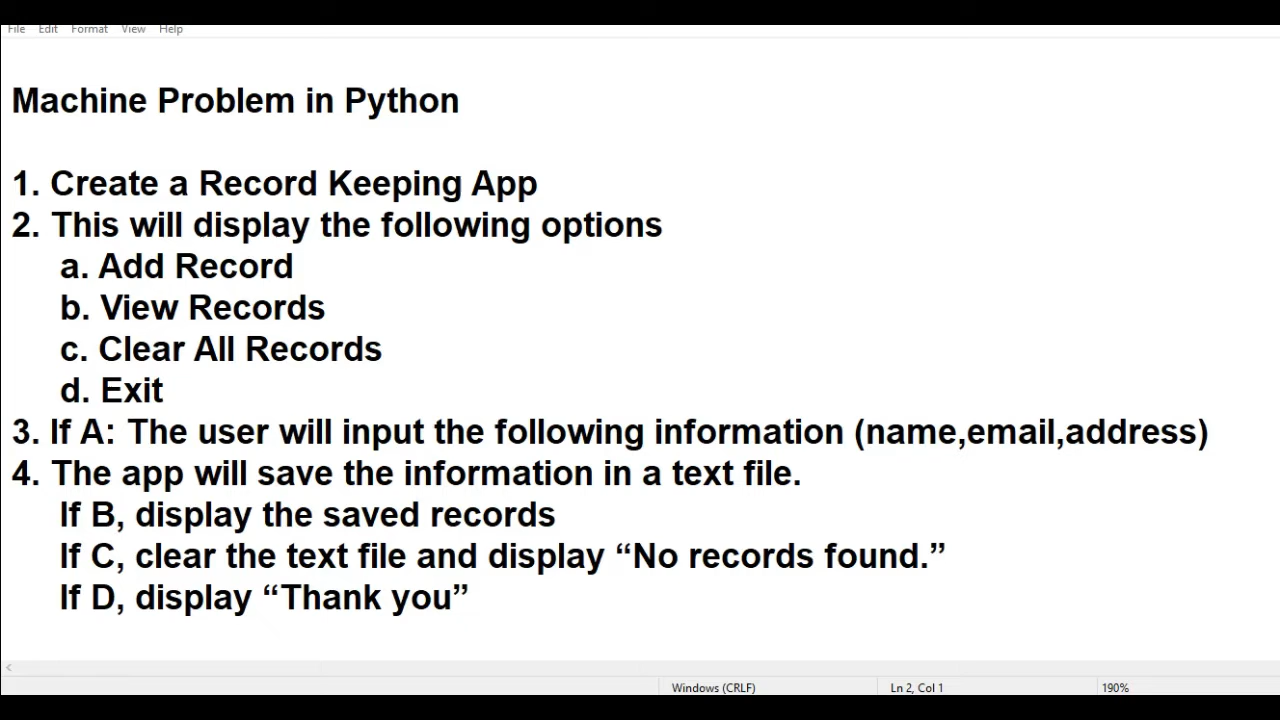 File Edit Format View Help
Machine Problem in Python
1. Create a Record Keeping App
2. This will display the following options
a. Add Record
b. View Records
c. Clear All Records
d. Exit
3. If A: The user will input the following information (name,email,address)
4. The app will save the information in a text file.
If B, display the saved records
If C, clear the text file and display “No records found.”
If D, display “Thank you”
Windows (CRLF) Ln 2, Col 1 190%